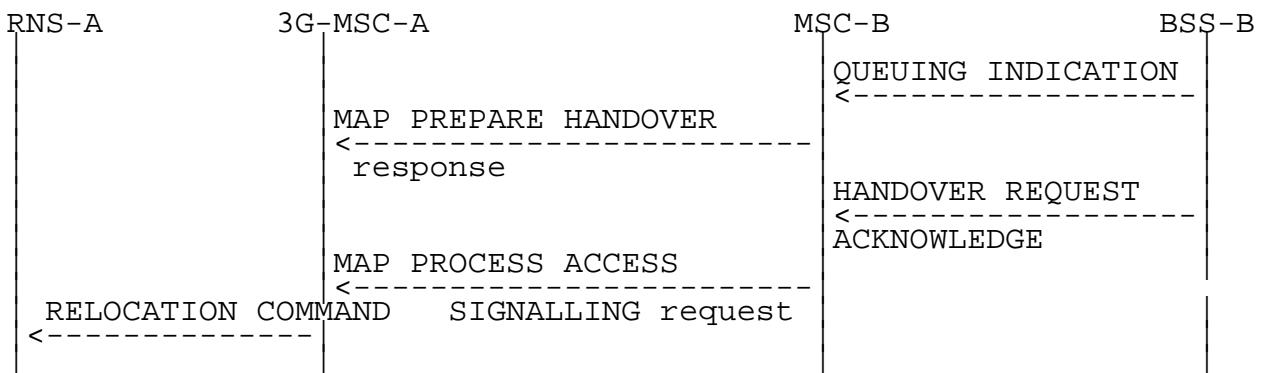 RNS-A 3G-MSC-A MSC-B BSS-B
QUEUING INDICATION
<------------------
MAP PREPARE HANDOVER
<------------------------
response
HANDOVER REQUEST
<------------------
ACKNOWLEDGE
MAP PROCESS ACCESS
<------------------------
RELOCATION COMMAND SIGNALLING request
<--------------